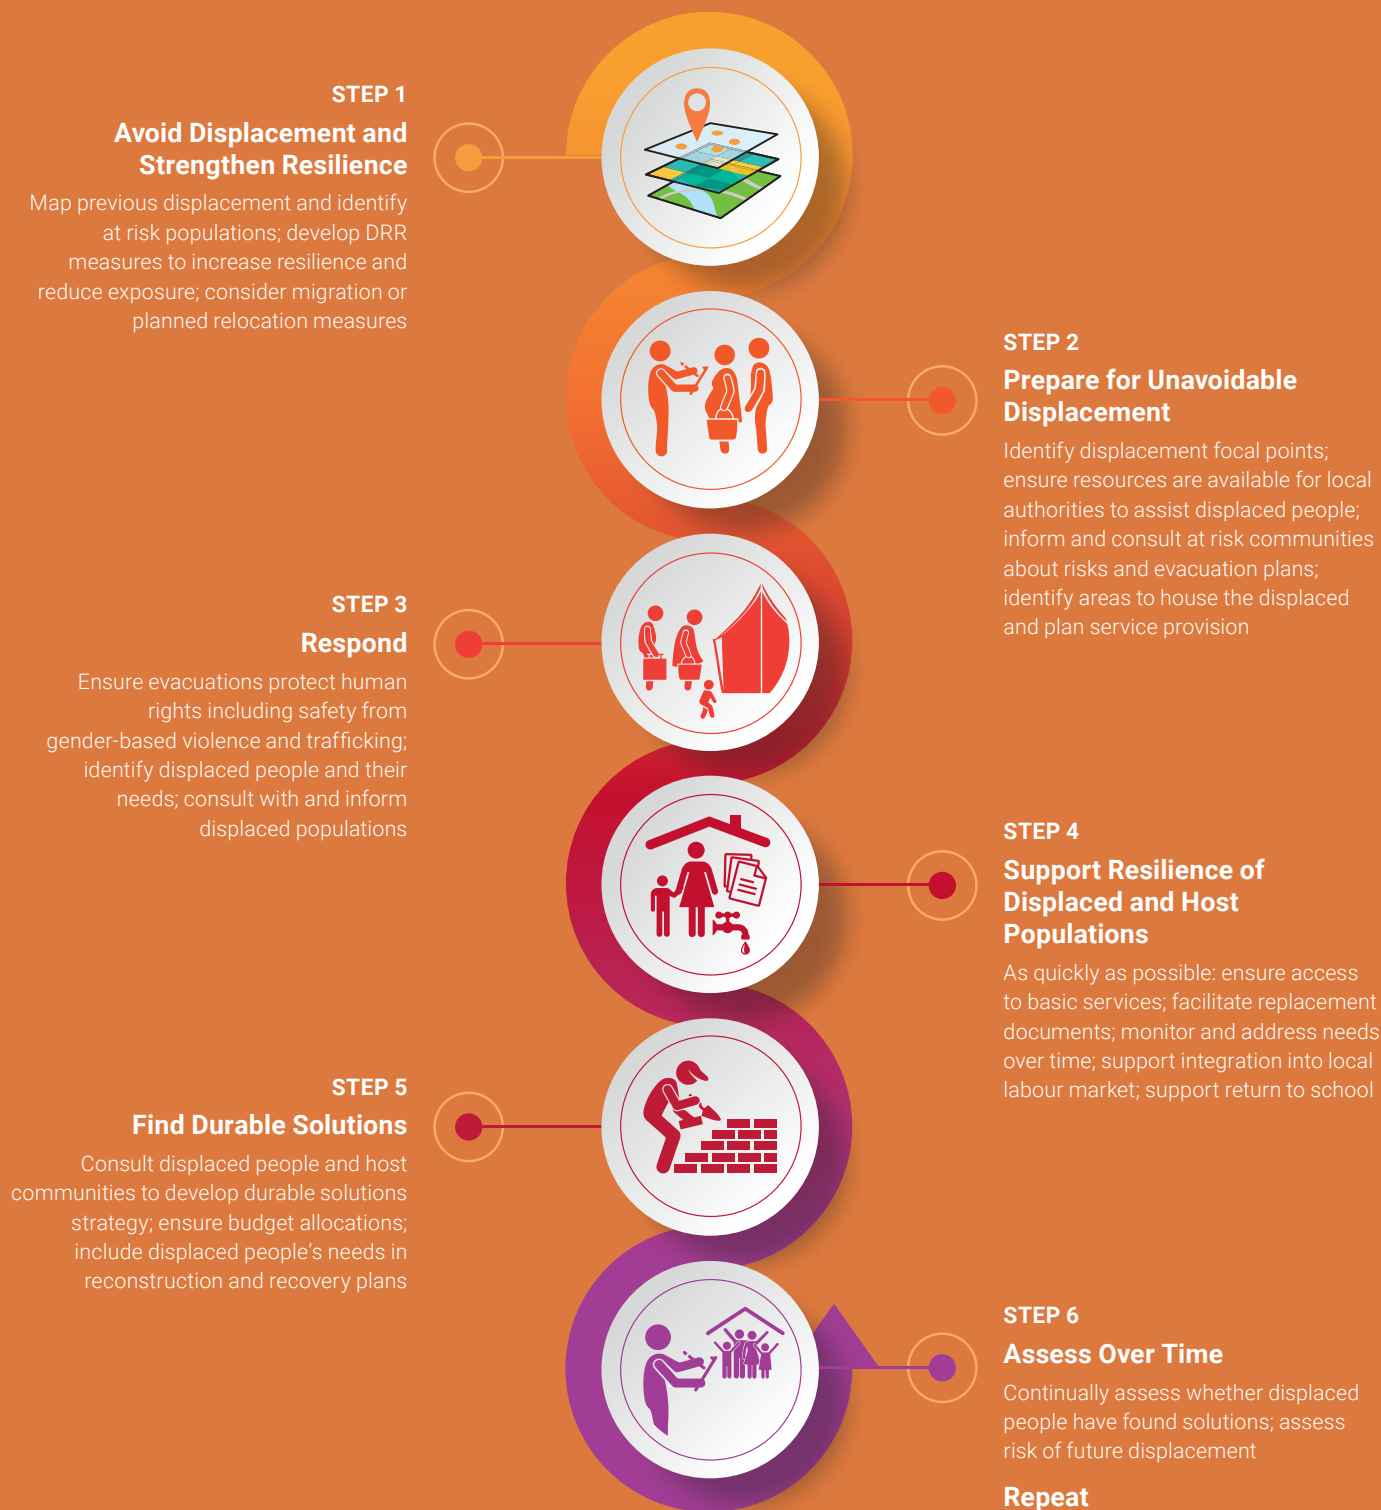 STEP 1
Avoid Displacement and
Strengthen Resilience
Map previous displacement and identify
at risk populations; develop DRR
measures to increase resilience and
reduce exposure; consider migration or
planned relocation measures
STEP 2
Prepare for Unavoidable
Displacement
Identify displacement focal points;
ensure resources are available for local
authorities to assist displaced people;
inform and consult at risk communities
about risks and evacuation plans;
identify areas to house the displaced
and plan service provision
STEP 3
Respond
Ensure evacuations protect human
rights including safety from
gender-based violence and trafficking;
identify displaced people and their
needs; consult with and inform
displaced populations
STEP 4
Support Resilience of
Displaced and Host
Populations
As quickly as possible: ensure access
to basic services; facilitate replacement
documents; monitor and address needs
over time; support integration into local
labour market; support return to school
STEP 5
Find Durable Solutions
Consult displaced people and host
communities to develop durable solutions
strategy; ensure budget allocations;
include displaced people’s needs in
reconstruction and recovery plans
STEP 6
Assess Over Time
Continually assess whether displaced
people have found solutions; assess
risk of future displacement
Repeat